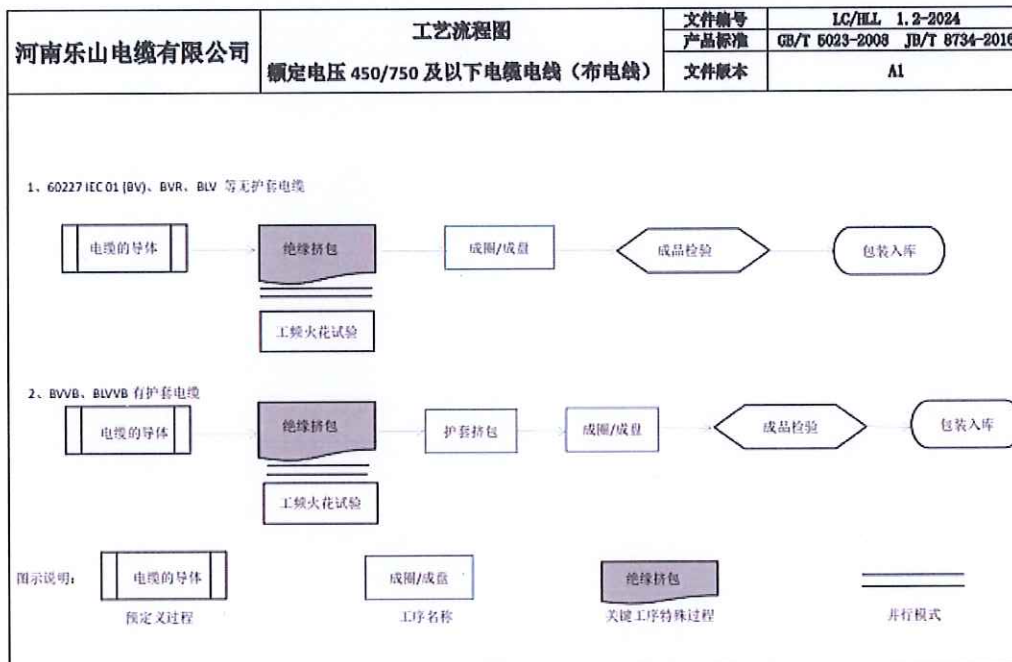 河南乐山电缆有限公司
工艺流程图
额定电压 450/750 及以下电缆电线（布电线）
文件编号 LC/HLL 1.2-2024
产品标准 GB/T 5023-2008 JB/T 8734-2016
文件版本 A1
1、60227 IEC 01 (BV)、BVR、BLV 等无护套电缆
电缆的导体 绝缘挤包 成圈/成盘 成品检验 包装入库
工频火花试验
2、BVVB、BLVVB 有护套电缆
电缆的导体 绝缘挤包 护套挤包 成圈/成盘 成品检验 包装入库
工频火花试验
图示说明： 电缆的导体 成圈/成盘 绝缘挤包
预定义过程 工序名称 关键工序特殊过程 并行模式